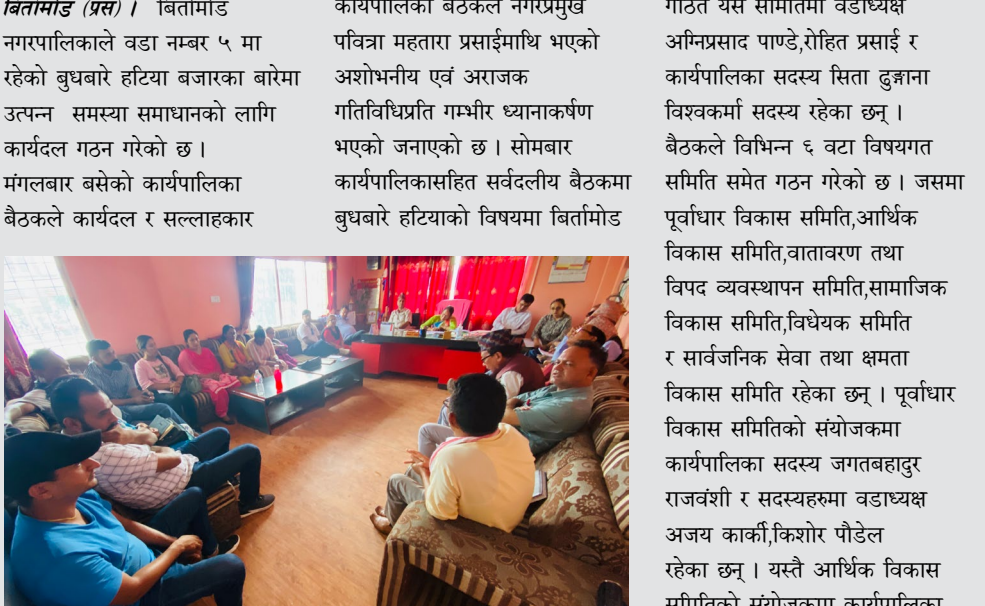 बिर्तामोड (प्रस) । बिर्तामोड
नगरपालिकाले वडा नम्बर ५ मा
रहेको बुधबारे हटिया बजारका बारेमा
उत्पन्न समस्या समाधानको लागि
कार्यदल गठन गरेको छ ।
मंगलबार बसेको कार्यपालिका
बैठकले कार्यदल र सल्लाहकार
कार्यपालिका बैठकले नगरप्रमुख
पवित्रा महतारा प्रसाईमाथि भएको
अशोभनीय एवं अराजक
गतिविधिप्रति गम्भीर ध्यानाकर्षण
भएको जनाएको छ । सोमबार
कार्यपालिकासहित सर्वदलीय बैठकमा
बुधबारे हटियाको विषयमा बिर्तामोड
गठित यस समितिमा वडाध्यक्ष
अग्निप्रसाद पाण्डे,रोहित प्रसाई र
कार्यपालिका सदस्य सिता ढुङ्गाना
विश्वकर्मा सदस्य रहेका छन् ।
बैठकले विभिन्न ६ वटा विषयगत
समिति समेत गठन गरेको छ । जसमा
पूर्वाधार विकास समिति,आर्थिक
विकास समिति,वातावरण तथा
विपद व्यवस्थापन समिति,सामाजिक
विकास समिति,विधेयक समिति
र सार्वजनिक सेवा तथा क्षमता
विकास समिति रहेका छन् । पूर्वाधार
विकास समितिको संयोजकमा
कार्यपालिका सदस्य जगतबहादुर
राजवंशी र सदस्यहरुमा वडाध्यक्ष
अजय कार्की,किशोर पौडेल
रहेका छन् । यस्तै आर्थिक विकास
समितिको संयोजकमा कार्यपालिका